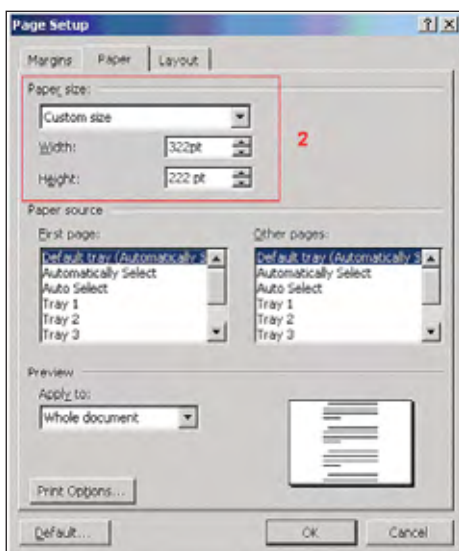 Page Setup
Margins Paper Layout
Paper size:
Custom size
Width: 322pt
2
Height: 222 pt
Paper source
First page: Other pages:
Default tray (Automatically S Default tray (Automatically S
Automatically Select Automatically Select
Auto Select Auto Select
Tray 1 Tray 1
Tray 2 Tray 2
Tray 3 Tray 3
Preview
Apply to:
Whole document
Print Options...
Default... OK Cancel